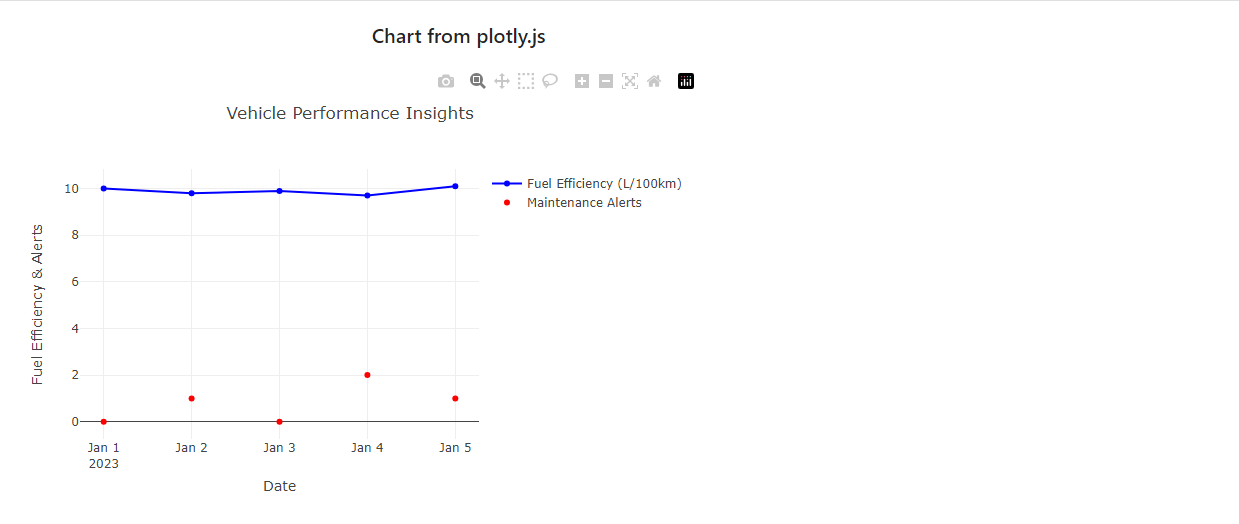 Chart from plotly.js
Vehicle Performance Insights
Fuel Efficiency (L/100km)
Maintenance Alerts
Fuel Efficiency & Alerts
10
8
6
4
2
0
Jan 1 Jan 2 Jan 3 Jan 4 Jan 5
2023
Date